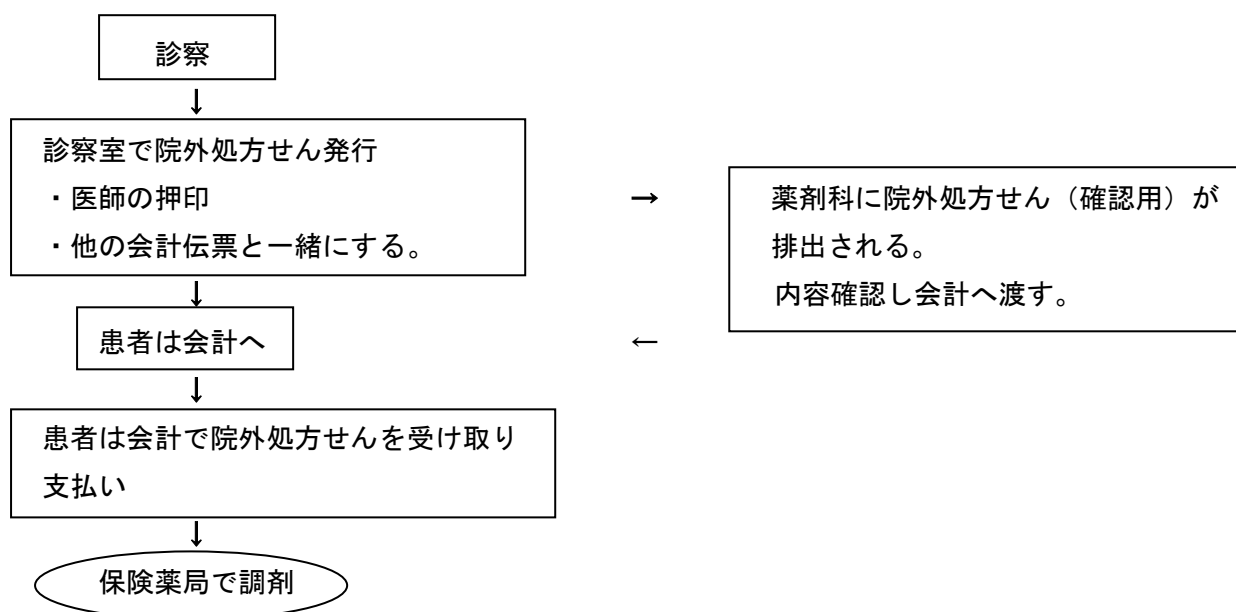 診察
↓
診察室で院外処方せん発行
・医師の押印
・他の会計伝票と一緒にする。
→
薬剤科に院外処方せん（確認用）が
排出される。
内容確認し会計へ渡す。
↓
患者は会計へ
←
↓
患者は会計で院外処方せんを受け取り
支払い
↓
保険薬局で調剤